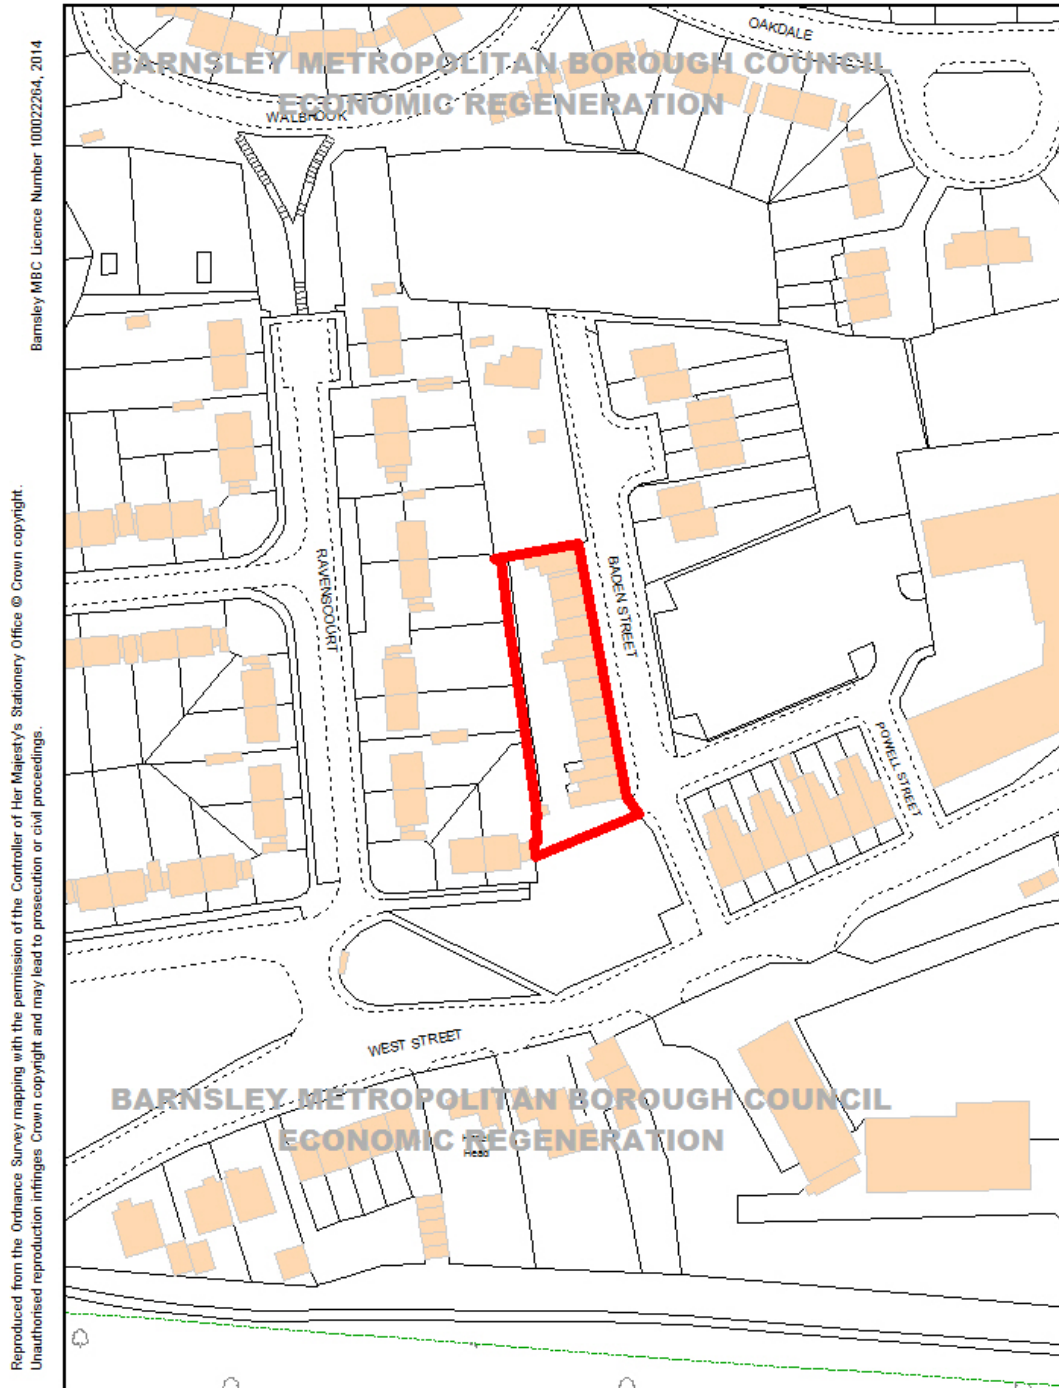 OAKDALE
BARNSLEY METROPOLITAN BOROUGH COUNCIL
ECONOMIC REGENERATION
WALBROOK
RAVENSCOURT
BADEN STREET
POWELL STREET
WEST STREET
BARNSLEY METROPOLITAN BOROUGH COUNCIL
ECONOMIC REGENERATION
Head
Barnsley MBC Licence Number 100022264, 2014
Reproduced from the Ordnance Survey mapping with the permission of the Controller of Her Majesty's Stationery Office © Crown copyright.
Unauthorised reproduction infringes Crown copyright and may lead to prosecution or civil proceedings.